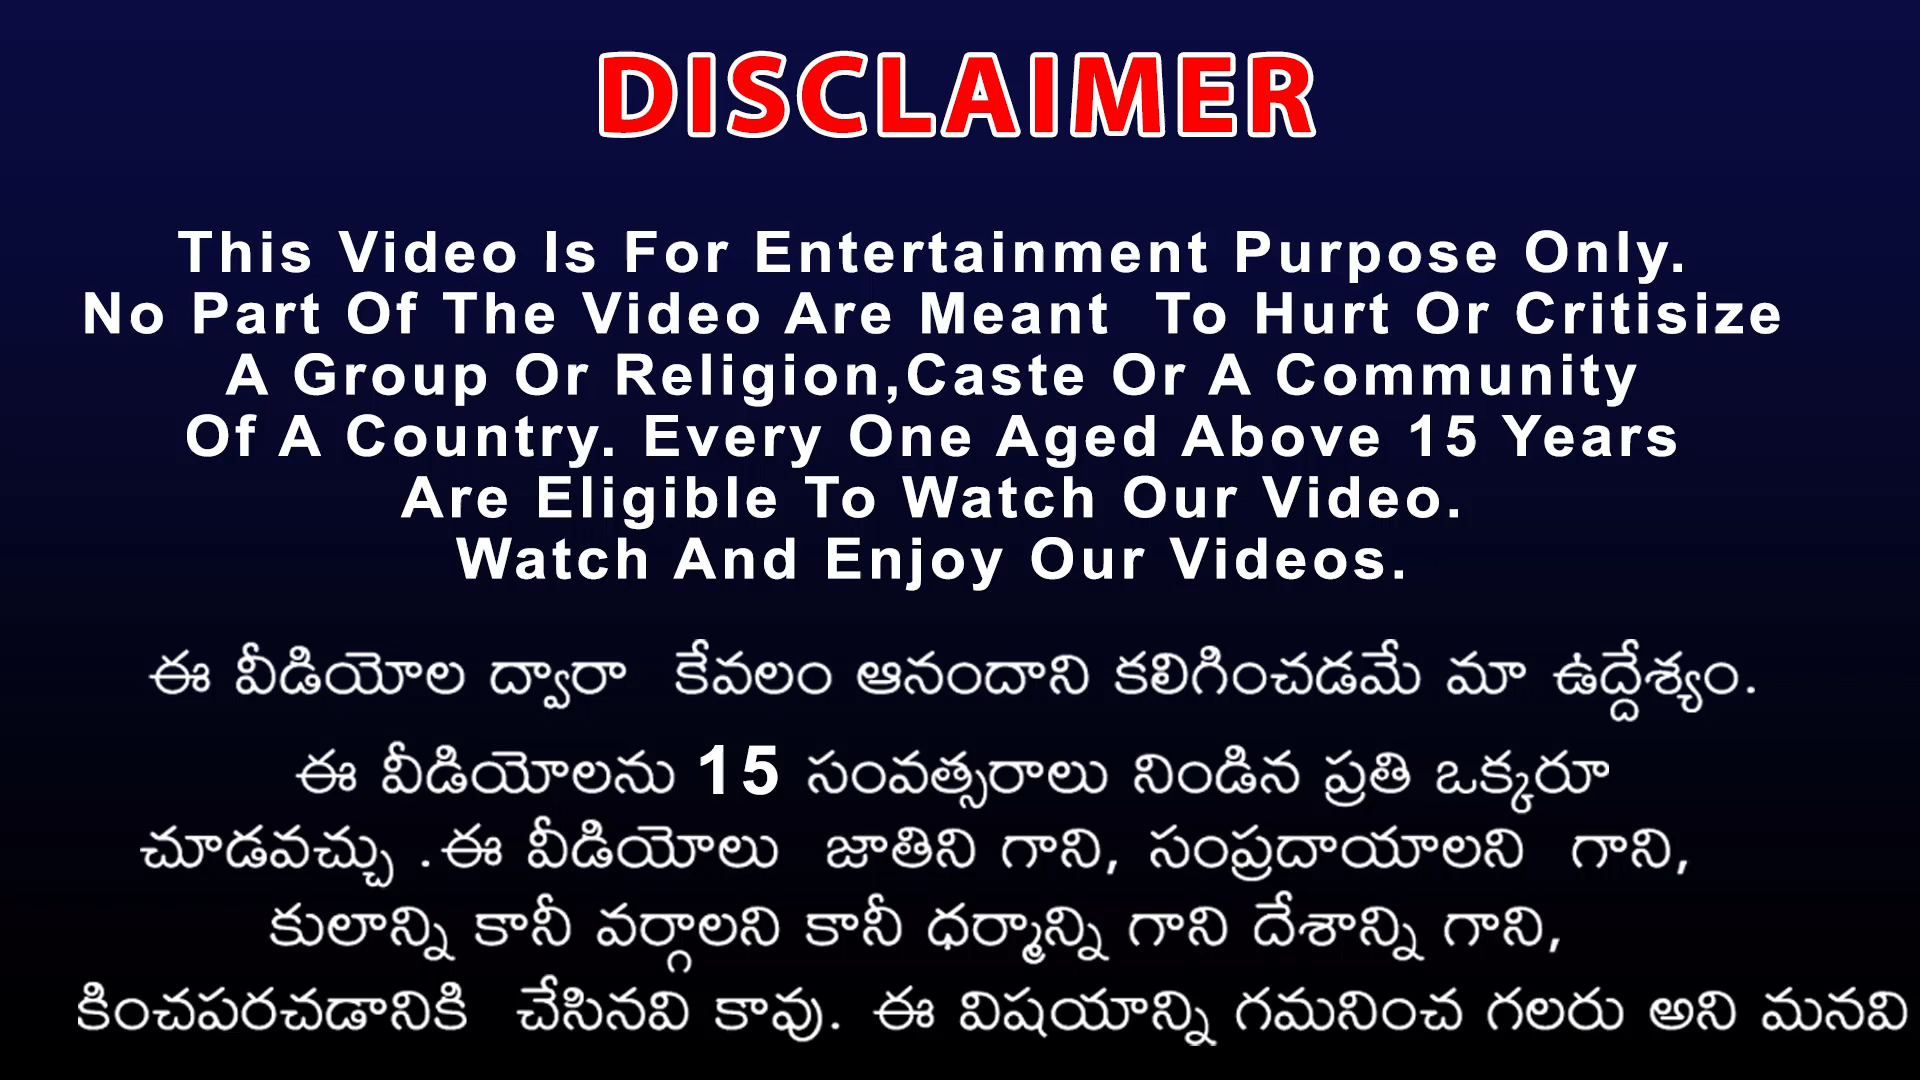 DISCLAIMER
This Video Is For Entertainment Purpose Only.
No Part Of The Video Are Meant To Hurt Or Critisize
A Group Or Religion,Caste Or A Community
Of A Country. Every One Aged Above 15 Years
Are Eligible To Watch Our Video.
Watch And Enjoy Our Videos.
ఈ వీడియోల ద్వారా కేవలం ఆనందాని కలిగించడమే మా ఉద్దేశ్యం.
ఈ వీడియోలను 15 సంవత్సరాలు నిండిన ప్రతి ఒక్కరూ
చూడవచ్చు .ఈ వీడియోలు జాతిని గాని, సంప్రదాయాలని గాని,
కులాన్ని కానీ వర్గాలని కానీ ధర్మాన్ని గాని దేశాన్ని గాని,
కించపరచడానికి చేసినవి కావు. ఈ విషయాన్ని గమనించ గలరు అని మనవి